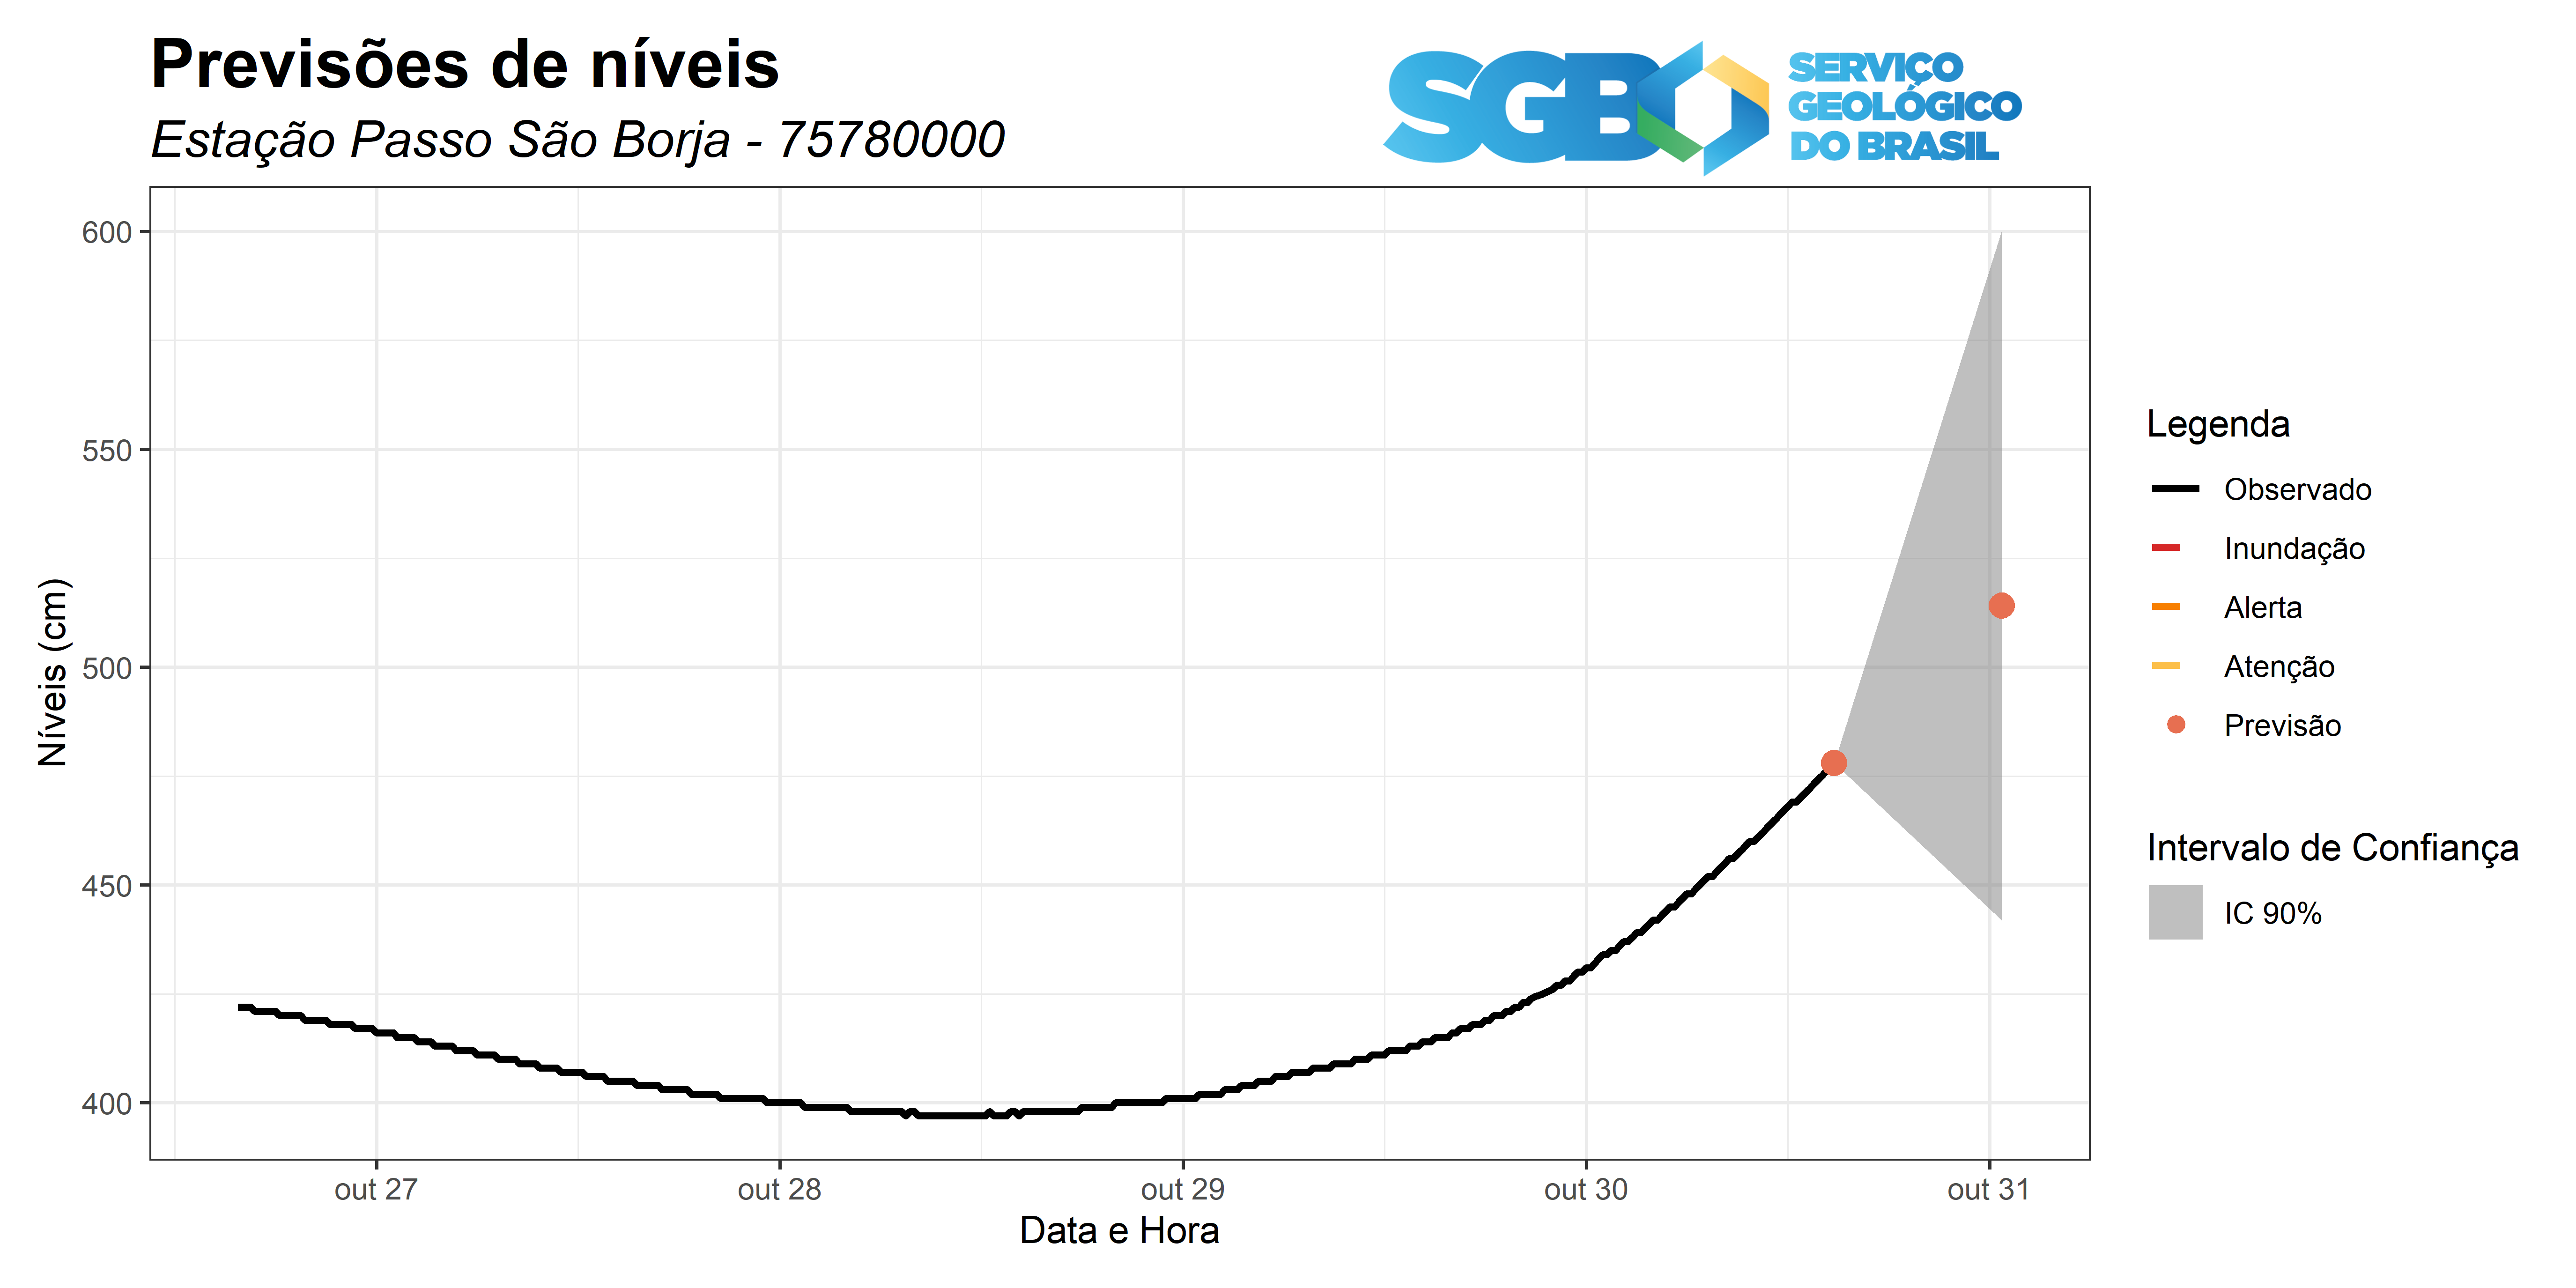 Previsões de níveis
Estação Passo São Borja - 75780000
SGB
SERVIÇO
GEOLÓGICO
DO BRASIL
Níveis (cm)
600
550
500
450
400
out 27
out 28
out 29
out 30
out 31
Data e Hora
Legenda
Observado
Inundação
Alerta
Atenção
Previsão
Intervalo de Confiança
IC 90%